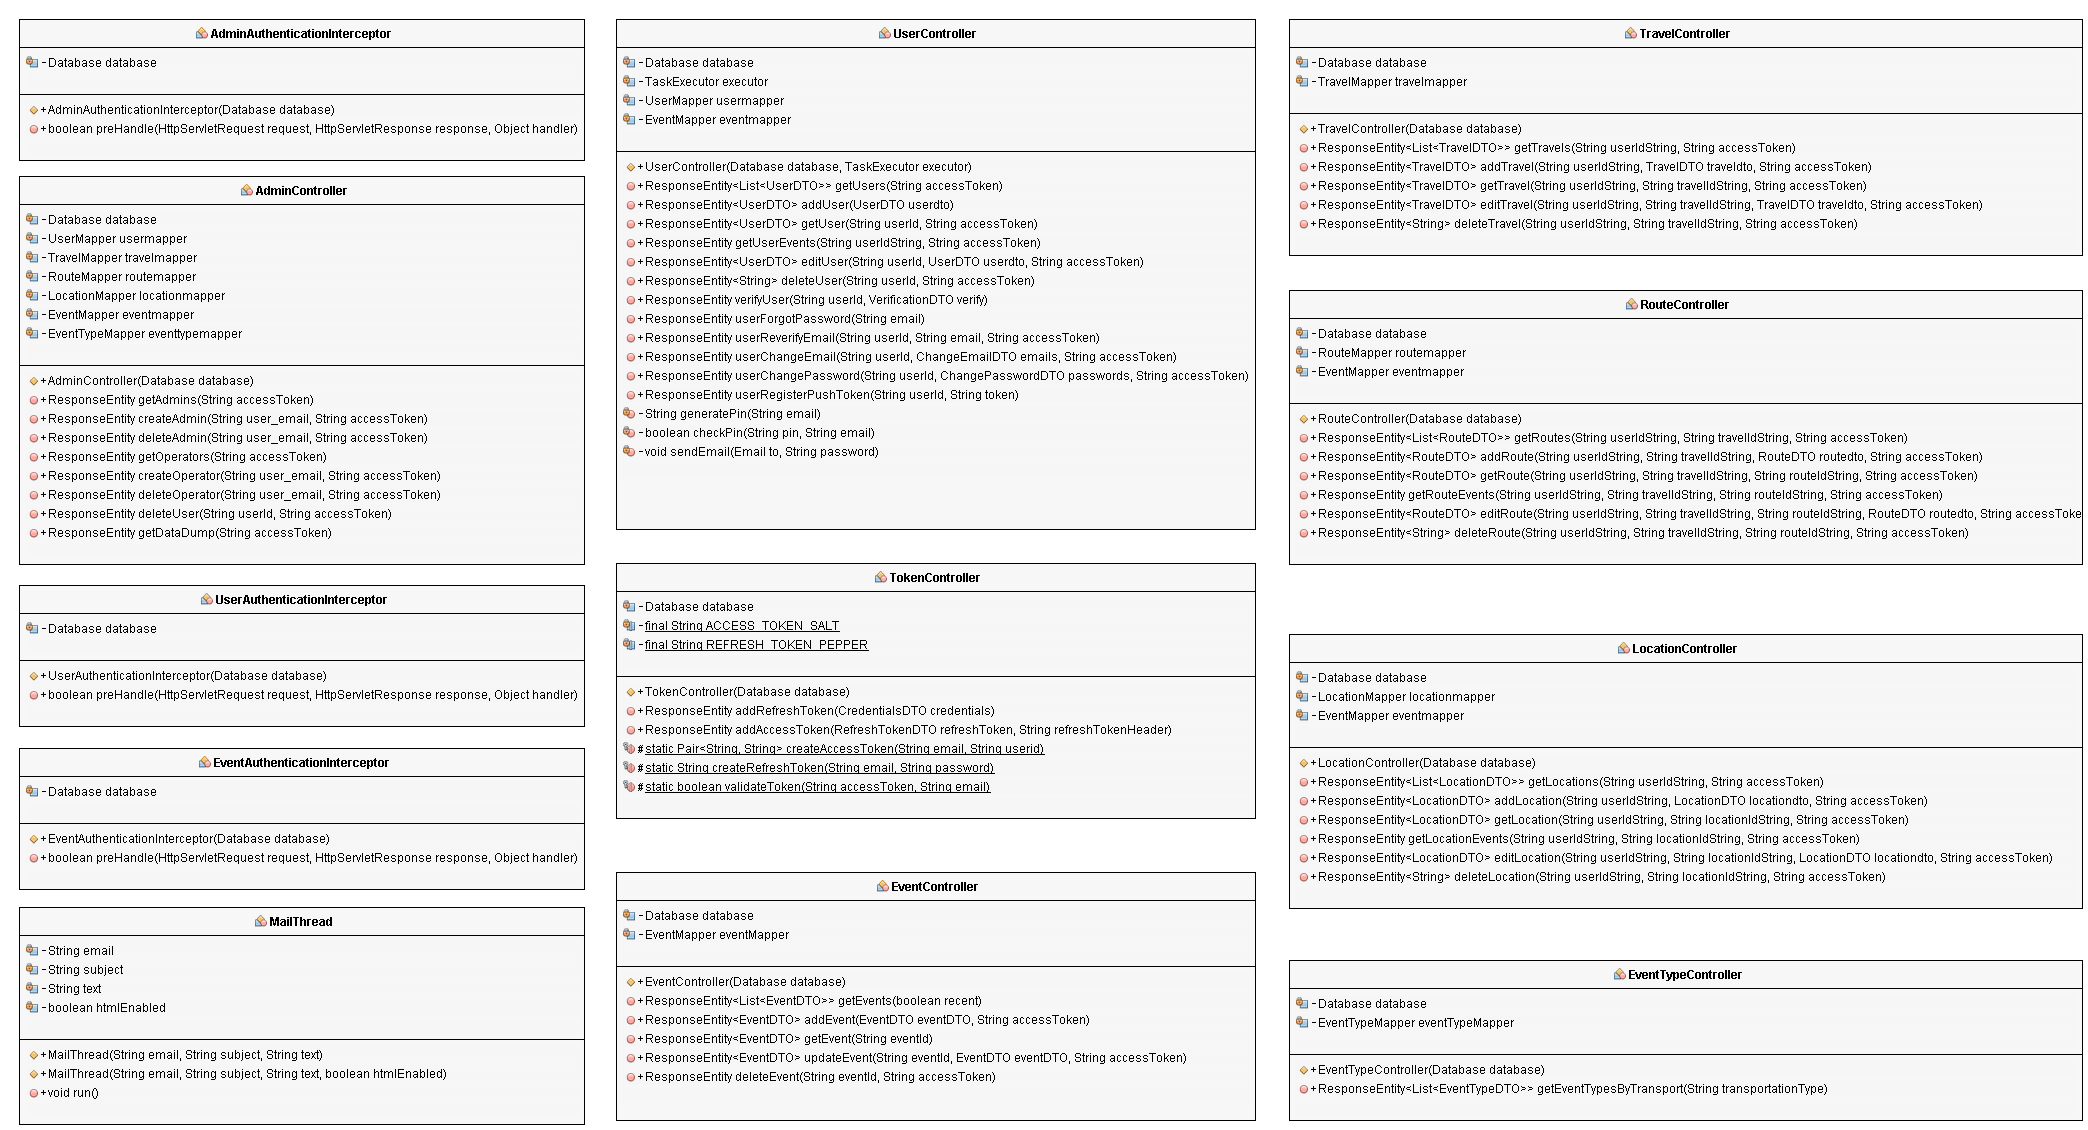 AdminAuthenticationInterceptor
-Database database
+AdminAuthenticationInterceptor(Database database)
+boolean preHandle(HttpServletRequest request, HttpServletResponse response, Object handler)
AdminController
-Database database
-UserMapper usermapper
-TravelMapper travelmapper
-RouteMapper routemapper
-LocationMapper locationmapper
-EventMapper eventmapper
-EventTypeMapper eventtypemapper
+AdminController(Database database)
+ResponseEntity getAdmins(String accessToken)
+ResponseEntity createAdmin(String user_email, String accessToken)
+ResponseEntity deleteAdmin(String user_email, String accessToken)
+ResponseEntity getOperators(String accessToken)
+ResponseEntity createOperator(String user_email, String accessToken)
+ResponseEntity deleteOperator(String user_email, String accessToken)
+ResponseEntity deleteUser(String userId, String accessToken)
+ResponseEntity getDataDump(String accessToken)
UserAuthenticationInterceptor
-Database database
+UserAuthenticationInterceptor(Database database)
+boolean preHandle(HttpServletRequest request, HttpServletResponse response, Object handler)
EventAuthenticationInterceptor
-Database database
+EventAuthenticationInterceptor(Database database)
+boolean preHandle(HttpServletRequest request, HttpServletResponse response, Object handler)
MailThread
-String email
-String subject
-String text
-boolean htmlEnabled
+MailThread(String email, String subject, String text)
+MailThread(String email, String subject, String text, boolean htmlEnabled)
+void run()
UserController
-Database database
-TaskExecutor executor
-UserMapper usermapper
-EventMapper eventmapper
+UserController(Database database, TaskExecutor executor)
+ResponseEntity<List<UserDTO>> getUsers(String accessToken)
+ResponseEntity<UserDTO> addUser(UserDTO userdto)
+ResponseEntity<UserDTO> getUser(String userId, String accessToken)
+ResponseEntity getUserEvents(String userIdString, String accessToken)
+ResponseEntity<UserDTO> editUser(String userId, UserDTO userdto, String accessToken)
+ResponseEntity<String> deleteUser(String userId, String accessToken)
+ResponseEntity verifyUser(String userId, VerificationDTO verify)
+ResponseEntity userForgotPassword(String email)
+ResponseEntity userReverifyEmail(String userId, String email, String accessToken)
+ResponseEntity userChangeEmail(String userId, ChangeEmailDTO emails, String accessToken)
+ResponseEntity userChangePassword(String userId, ChangePasswordDTO passwords, String accessToken)
+ResponseEntity userRegisterPushToken(String userId, String token)
-String generatePin(String email)
-boolean checkPin(String pin, String email)
-void sendEmail(Email to, String password)
TokenController
-Database database
-final String ACCESS_TOKEN_SALT
-final String REFRESH_TOKEN_PEPPER
+TokenController(Database database)
+ResponseEntity addRefreshToken(CredentialsDTO credentials)
+ResponseEntity addAccessToken(RefreshTokenDTO refreshToken, String refreshTokenHeader)
#static Pair<String, String> createAccessToken(String email, String userid)
#static String createRefreshToken(String email, String password)
#static boolean validateToken(String accessToken, String email)
EventController
-Database database
-EventMapper eventMapper
+EventController(Database database)
+ResponseEntity<List<EventDTO>> getEvents(boolean recent)
+ResponseEntity<EventDTO> addEvent(EventDTO eventDTO, String accessToken)
+ResponseEntity<EventDTO> getEvent(String eventId)
+ResponseEntity<EventDTO> updateEvent(String eventId, EventDTO eventDTO, String accessToken)
+ResponseEntity deleteEvent(String eventId, String accessToken)
TravelController
-Database database
-TravelMapper travelmapper
+TravelController(Database database)
+ResponseEntity<List<TravelDTO>> getTravels(String userIdString, String accessToken)
+ResponseEntity<TravelDTO> addTravel(String userIdString, TravelDTO traveldto, String accessToken)
+ResponseEntity<TravelDTO> getTravel(String userIdString, String travelIdString, String accessToken)
+ResponseEntity<TravelDTO> editTravel(String userIdString, String travelIdString, TravelDTO traveldto, String accessToken)
+ResponseEntity<String> deleteTravel(String userIdString, String travelIdString, String accessToken)
RouteController
-Database database
-RouteMapper routemapper
-EventMapper eventmapper
+RouteController(Database database)
+ResponseEntity<List<RouteDTO>> getRoutes(String userIdString, String travelIdString, String accessToken)
+ResponseEntity<RouteDTO> addRoute(String userIdString, String travelIdString, RouteDTO routedto, String accessToken)
+ResponseEntity<RouteDTO> getRoute(String userIdString, String travelIdString, String routeIdString, String accessToken)
+ResponseEntity getRouteEvents(String userIdString, String travelIdString, String routeIdString, String accessToken)
+ResponseEntity<RouteDTO> editRoute(String userIdString, String travelIdString, String routeIdString, RouteDTO routedto, String accessToke
+ResponseEntity<String> deleteRoute(String userIdString, String travelIdString, String routeIdString, String accessToken)
LocationController
-Database database
-LocationMapper locationmapper
-EventMapper eventmapper
+LocationController(Database database)
+ResponseEntity<List<LocationDTO>> getLocations(String userIdString, String accessToken)
+ResponseEntity<LocationDTO> addLocation(String userIdString, LocationDTO locationdto, String accessToken)
+ResponseEntity<LocationDTO> getLocation(String userIdString, String locationIdString, String accessToken)
+ResponseEntity getLocationEvents(String userIdString, String locationIdString, String accessToken)
+ResponseEntity<LocationDTO> editLocation(String userIdString, String locationIdString, LocationDTO locationdto, String accessToken)
+ResponseEntity<String> deleteLocation(String userIdString, String locationIdString, String accessToken)
EventTypeController
-Database database
-EventTypeMapper eventTypeMapper
+EventTypeController(Database database)
+ResponseEntity<List<EventTypeDTO>> getEventTypesByTransport(String transportationType)